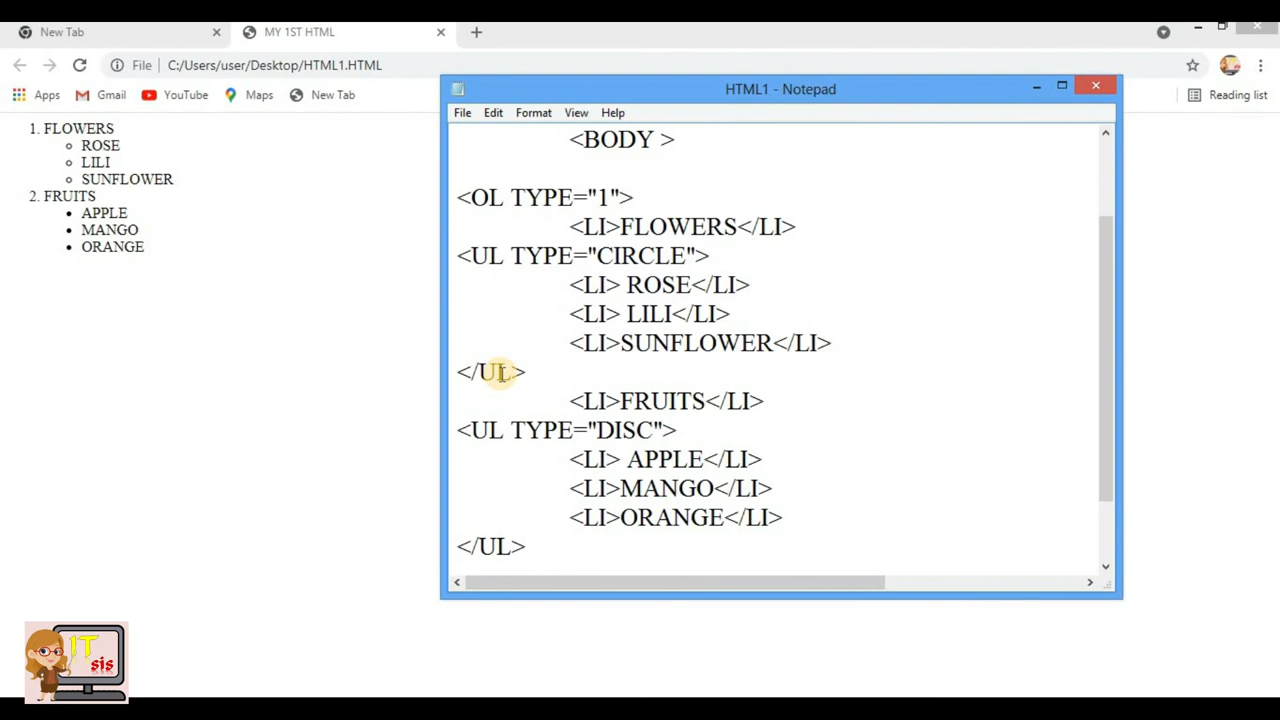 New Tab
MY 1ST HTML
File C:/Users/user/Desktop/HTML1.HTML
Apps Gmail YouTube Maps New Tab Reading list
1. FLOWERS
ROSE
LILI
SUNFLOWER
2. FRUITS
APPLE
MANGO
ORANGE
HTML1 - Notepad
File Edit Format View Help
<BODY >
<OL TYPE="1">
<LI>FLOWERS</LI>
<UL TYPE="CIRCLE">
<LI> ROSE</LI>
<LI> LILI</LI>
<LI>SUNFLOWER</LI>
</UL>
<LI>FRUITS</LI>
<UL TYPE="DISC">
<LI> APPLE</LI>
<LI>MANGO</LI>
<LI>ORANGE</LI>
</UL>
IT
sis